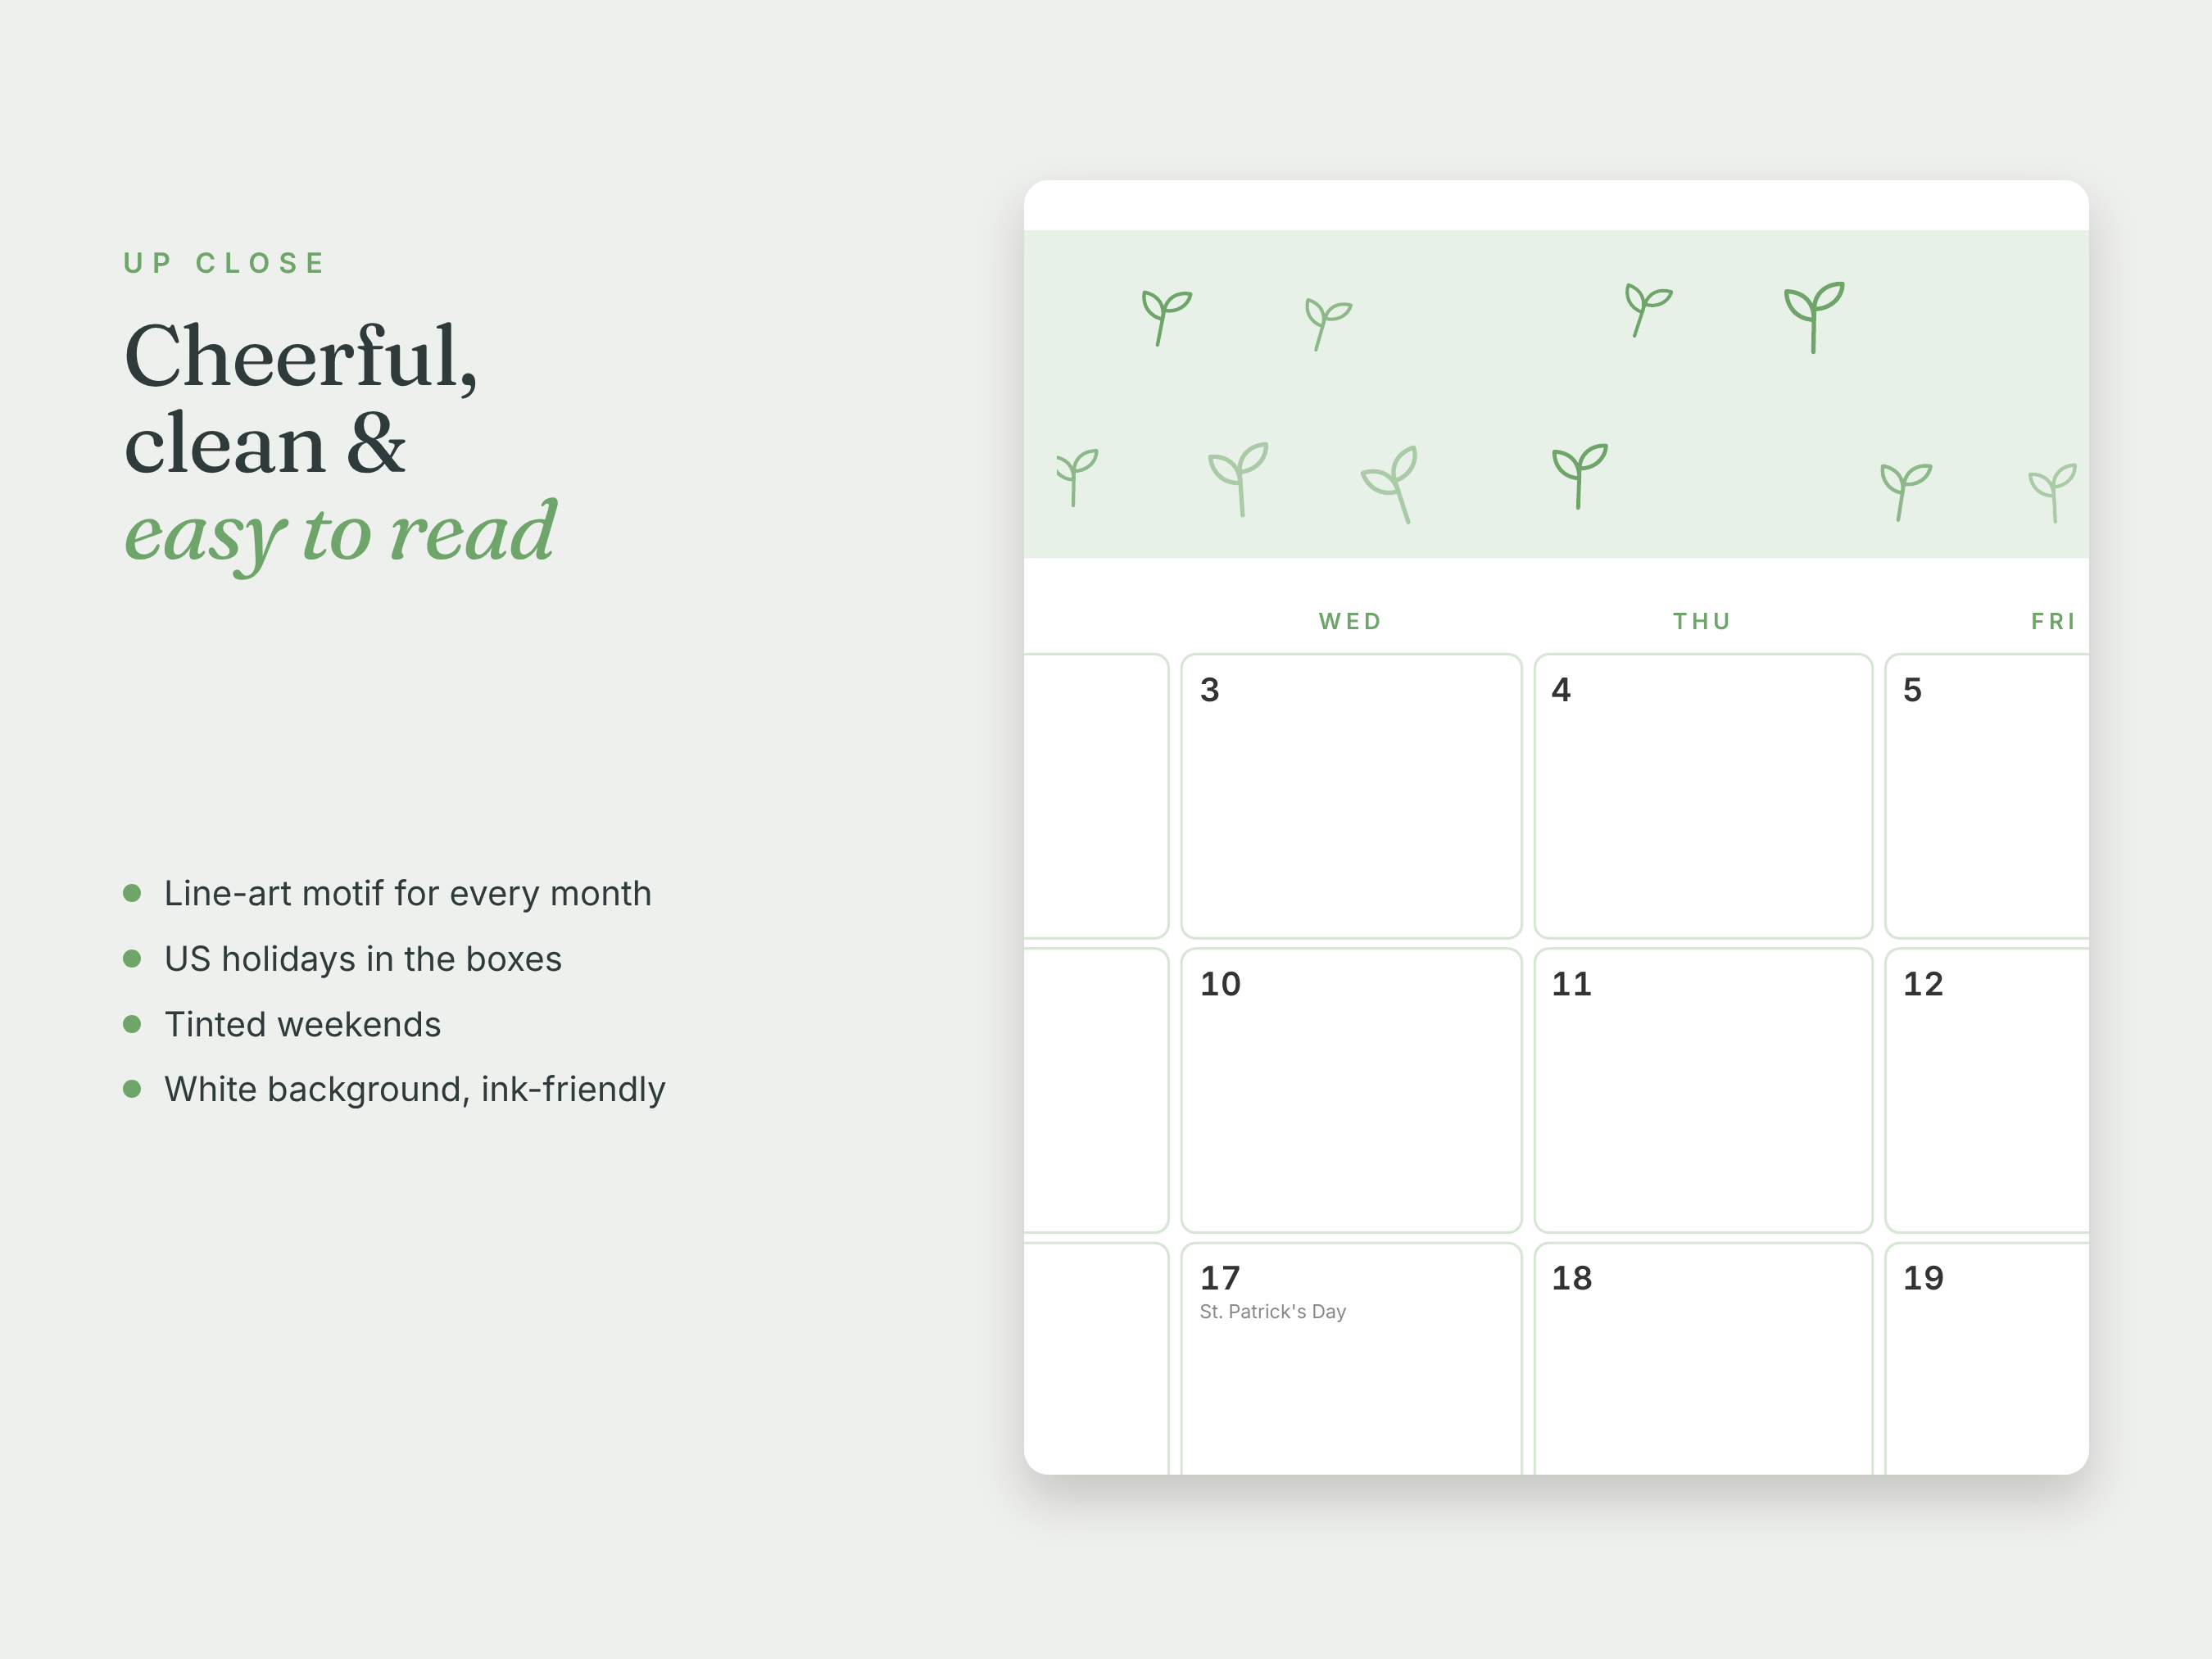 UP CLOSE
Cheerful,
clean &
easy to read
Line-art motif for every month
US holidays in the boxes
Tinted weekends
White background, ink-friendly
WED THU FRI
3 4 5
10 11 12
17 18 19
St. Patrick's Day